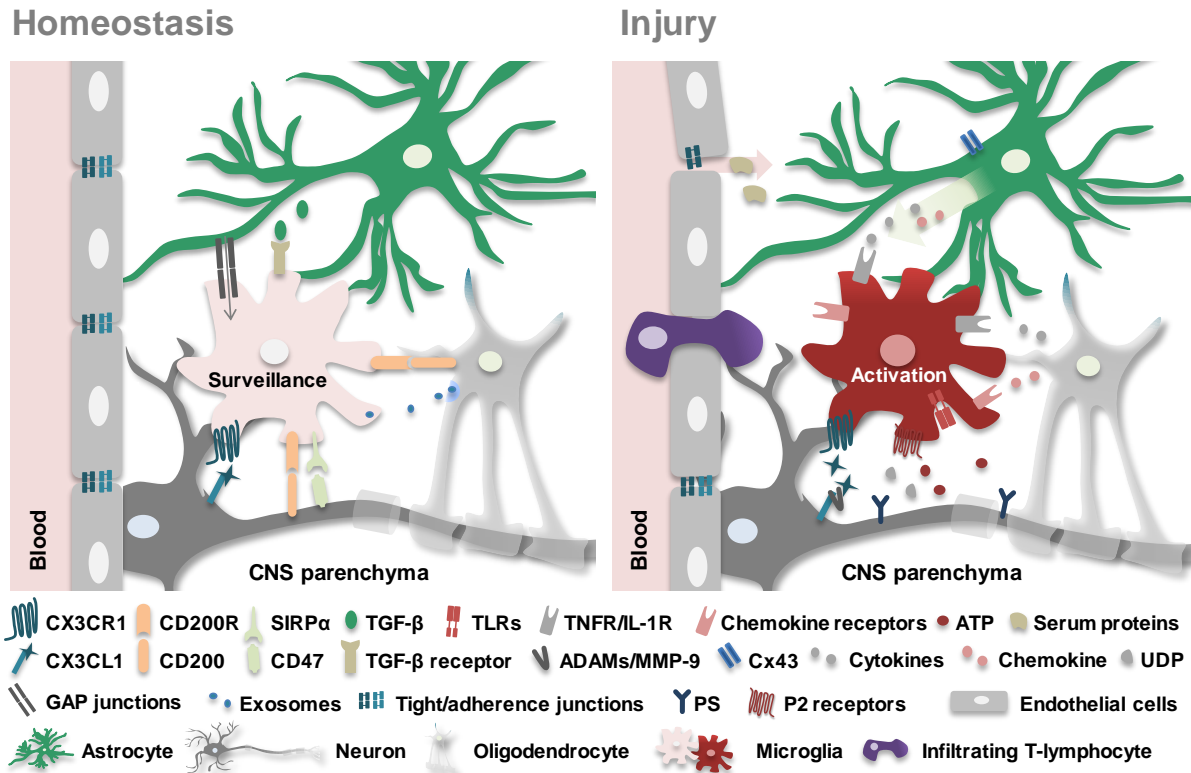 Homeostasis Injury
Surveillance Activation
Blood Blood
CNS parenchyma CNS parenchyma
CX3CR1 CD200R SIRPα TGF-β TLRs TNFR/IL-1R Chemokine receptors ATP Serum proteins
CX3CL1 CD200 CD47 TGF-β receptor ADAMs/MMP-9 Cx43 Cytokines Chemokine UDP
GAP junctions Exosomes Tight/adherence junctions PS P2 receptors Endothelial cells
Astrocyte Neuron Oligodendrocyte Microglia Infiltrating T-lymphocyte